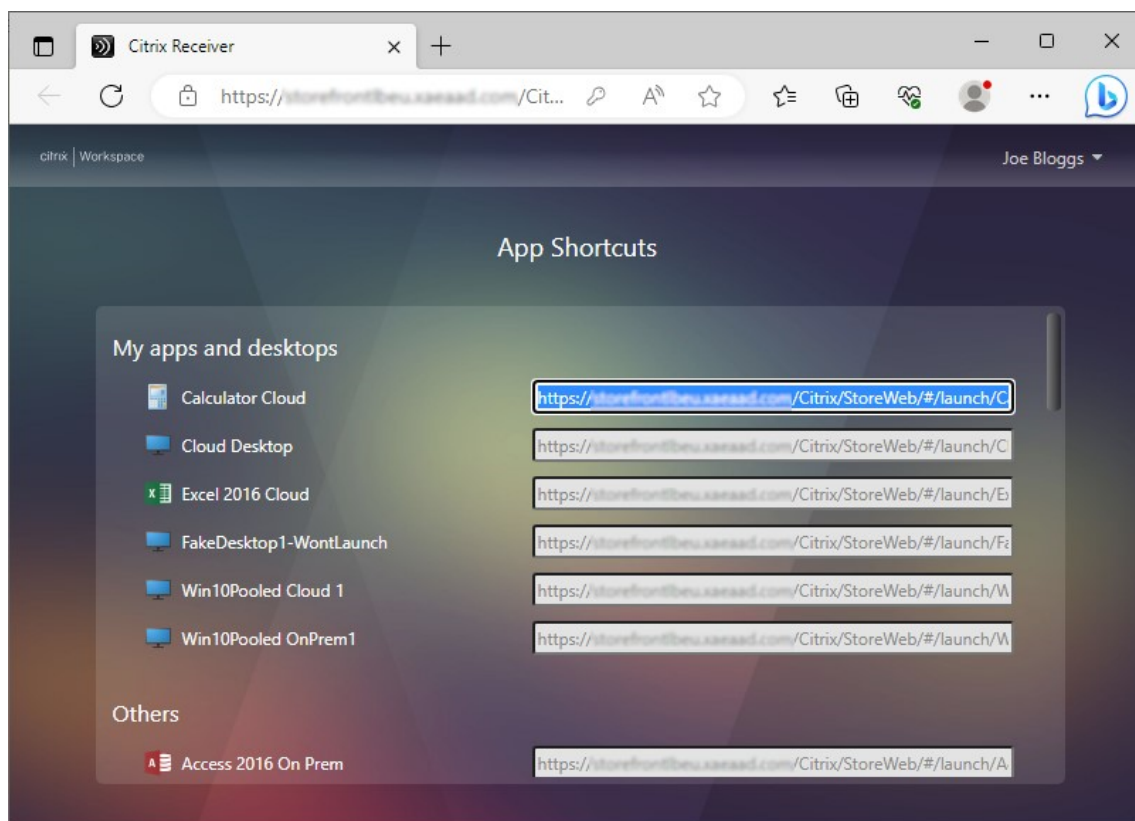 Citrix Receiver
https:// /Cit...
citrix | Workspace
Joe Bloggs
App Shortcuts
My apps and desktops
Calculator Cloud https:// /Citrix/StoreWeb/#/launch/C
Cloud Desktop https:// /Citrix/StoreWeb/#/launch/C
Excel 2016 Cloud https:// /Citrix/StoreWeb/#/launch/Ex
FakeDesktop1-WontLaunch https:// /Citrix/StoreWeb/#/launch/Fa
Win10Pooled Cloud 1 https:// /Citrix/StoreWeb/#/launch/W
Win10Pooled OnPrem1 https:// /Citrix/StoreWeb/#/launch/W
Others
Access 2016 On Prem https:// /Citrix/StoreWeb/#/launch/A